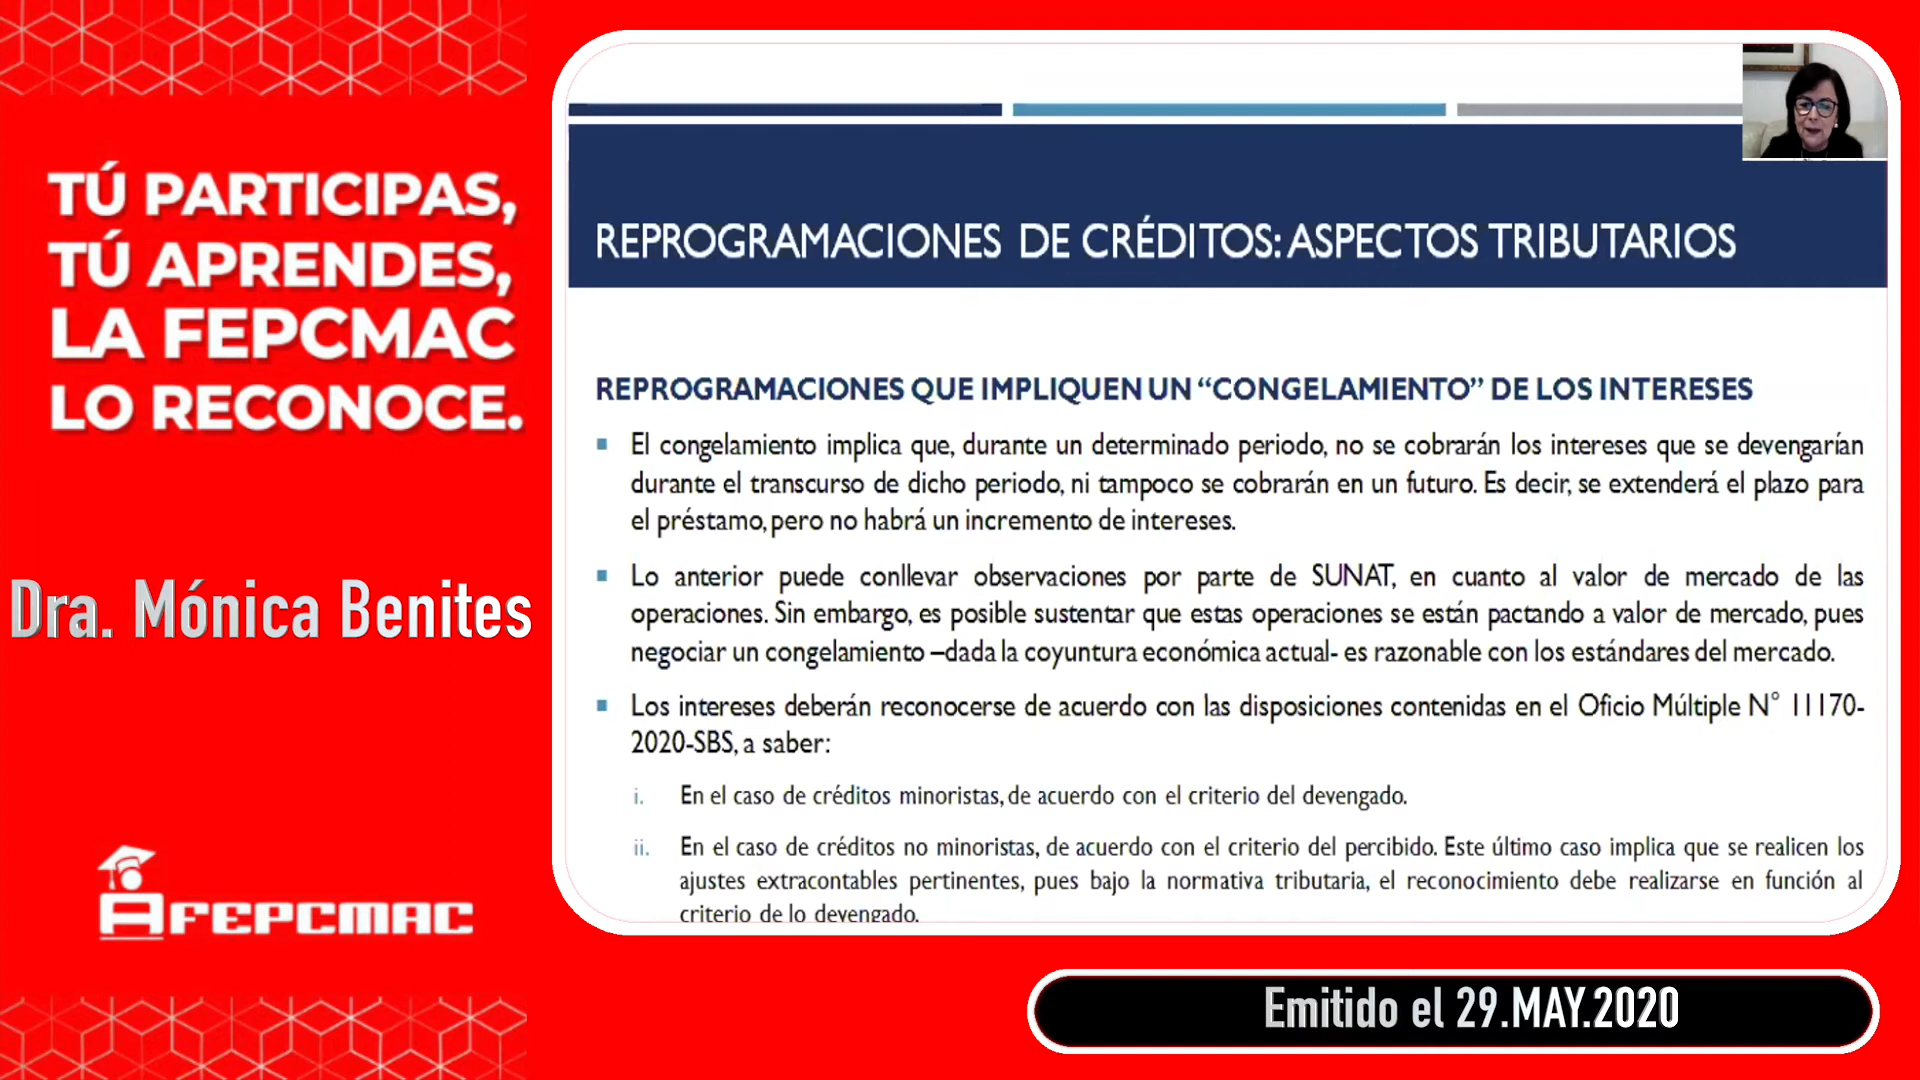 TÚ PARTICIPAS,
TÚ APRENDES,
LA FEPCMAC
LO RECONOCE.
Dra. Mónica Benites
FEPCMAC
REPROGRAMACIONES DE CRÉDITOS: ASPECTOS TRIBUTARIOS
REPROGRAMACIONES QUE IMPLIQUEN UN “CONGELAMIENTO” DE LOS INTERESES
▪ El congelamiento implica que, durante un determinado periodo, no se cobrarán los intereses que se devengarían
durante el transcurso de dicho periodo, ni tampoco se cobrarán en un futuro. Es decir, se extenderá el plazo para
el préstamo, pero no habrá un incremento de intereses.
▪ Lo anterior puede conllevar observaciones por parte de SUNAT, en cuanto al valor de mercado de las
operaciones. Sin embargo, es posible sustentar que estas operaciones se están pactando a valor de mercado, pues
negociar un congelamiento –dada la coyuntura económica actual- es razonable con los estándares del mercado.
▪ Los intereses deberán reconocerse de acuerdo con las disposiciones contenidas en el Oficio Múltiple N° 11170-
2020-SBS, a saber:
i. En el caso de créditos minoristas, de acuerdo con el criterio del devengado.
ii. En el caso de créditos no minoristas, de acuerdo con el criterio del percibido. Este último caso implica que se realicen los
ajustes extracontables pertinentes, pues bajo la normativa tributaria, el reconocimiento debe realizarse en función al
criterio de lo devengado.
Emitido el 29.MAY.2020